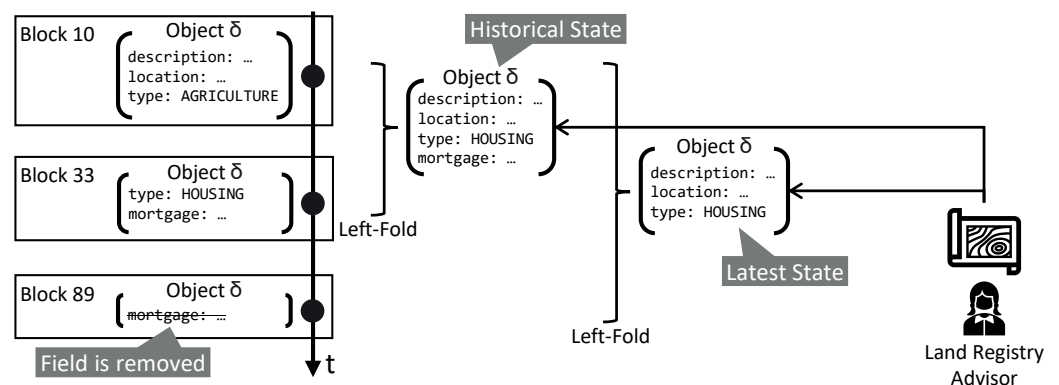 Block 10
Object δ
description: …
location: …
type: AGRICULTURE
Block 33
Object δ
type: HOUSING
mortgage: …
Block 89
Object δ
mortgage: …
Field is removed
t
Left-Fold
Historical State
Object δ
description: …
location: …
type: HOUSING
mortgage: …
Left-Fold
Object δ
description: …
location: …
type: HOUSING
Latest State
Land Registry
Advisor